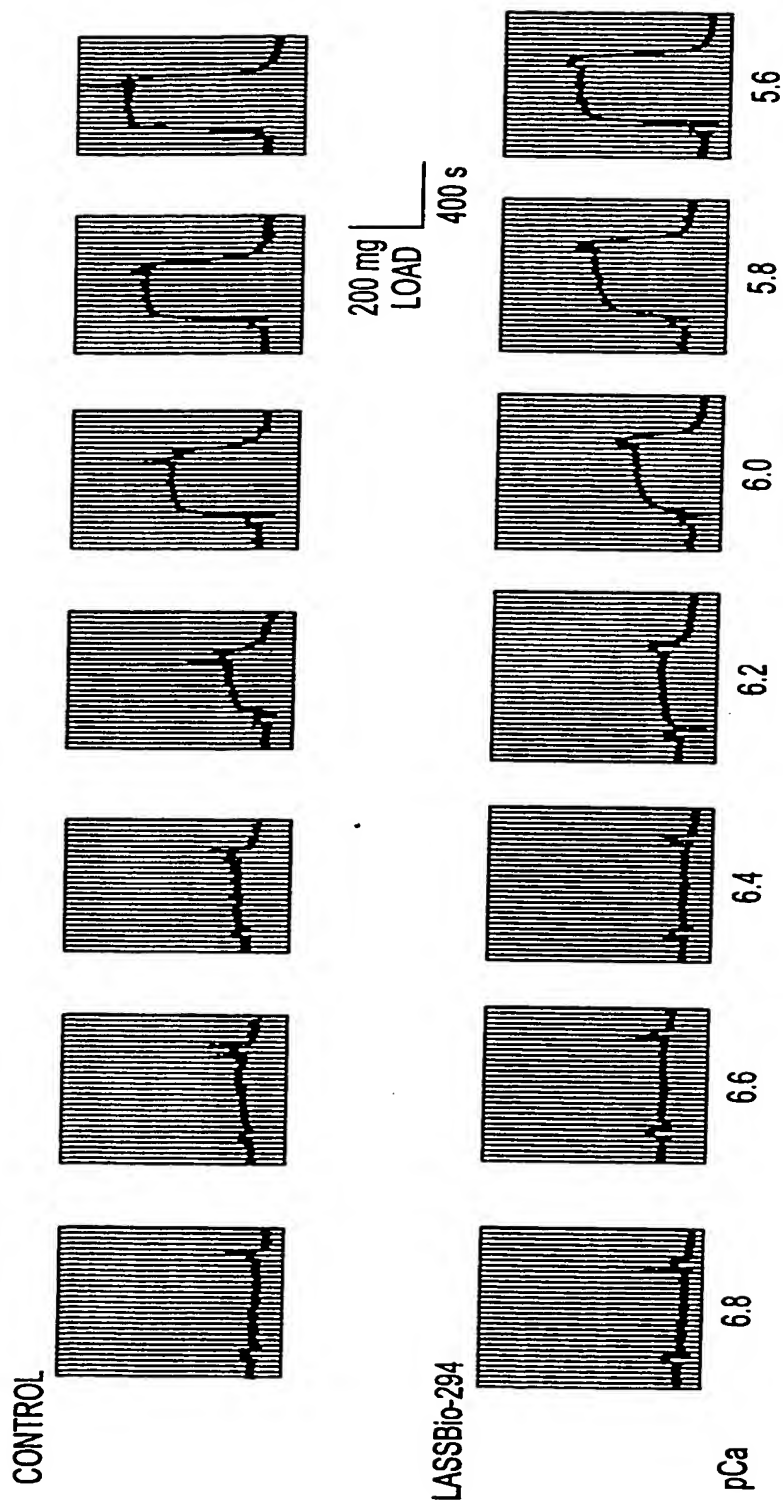 CONTROL
200 mg
LOAD
400 s
LASSBio-294
pCa
6.8
6.6
6.4
6.2
6.0
5.8
5.6